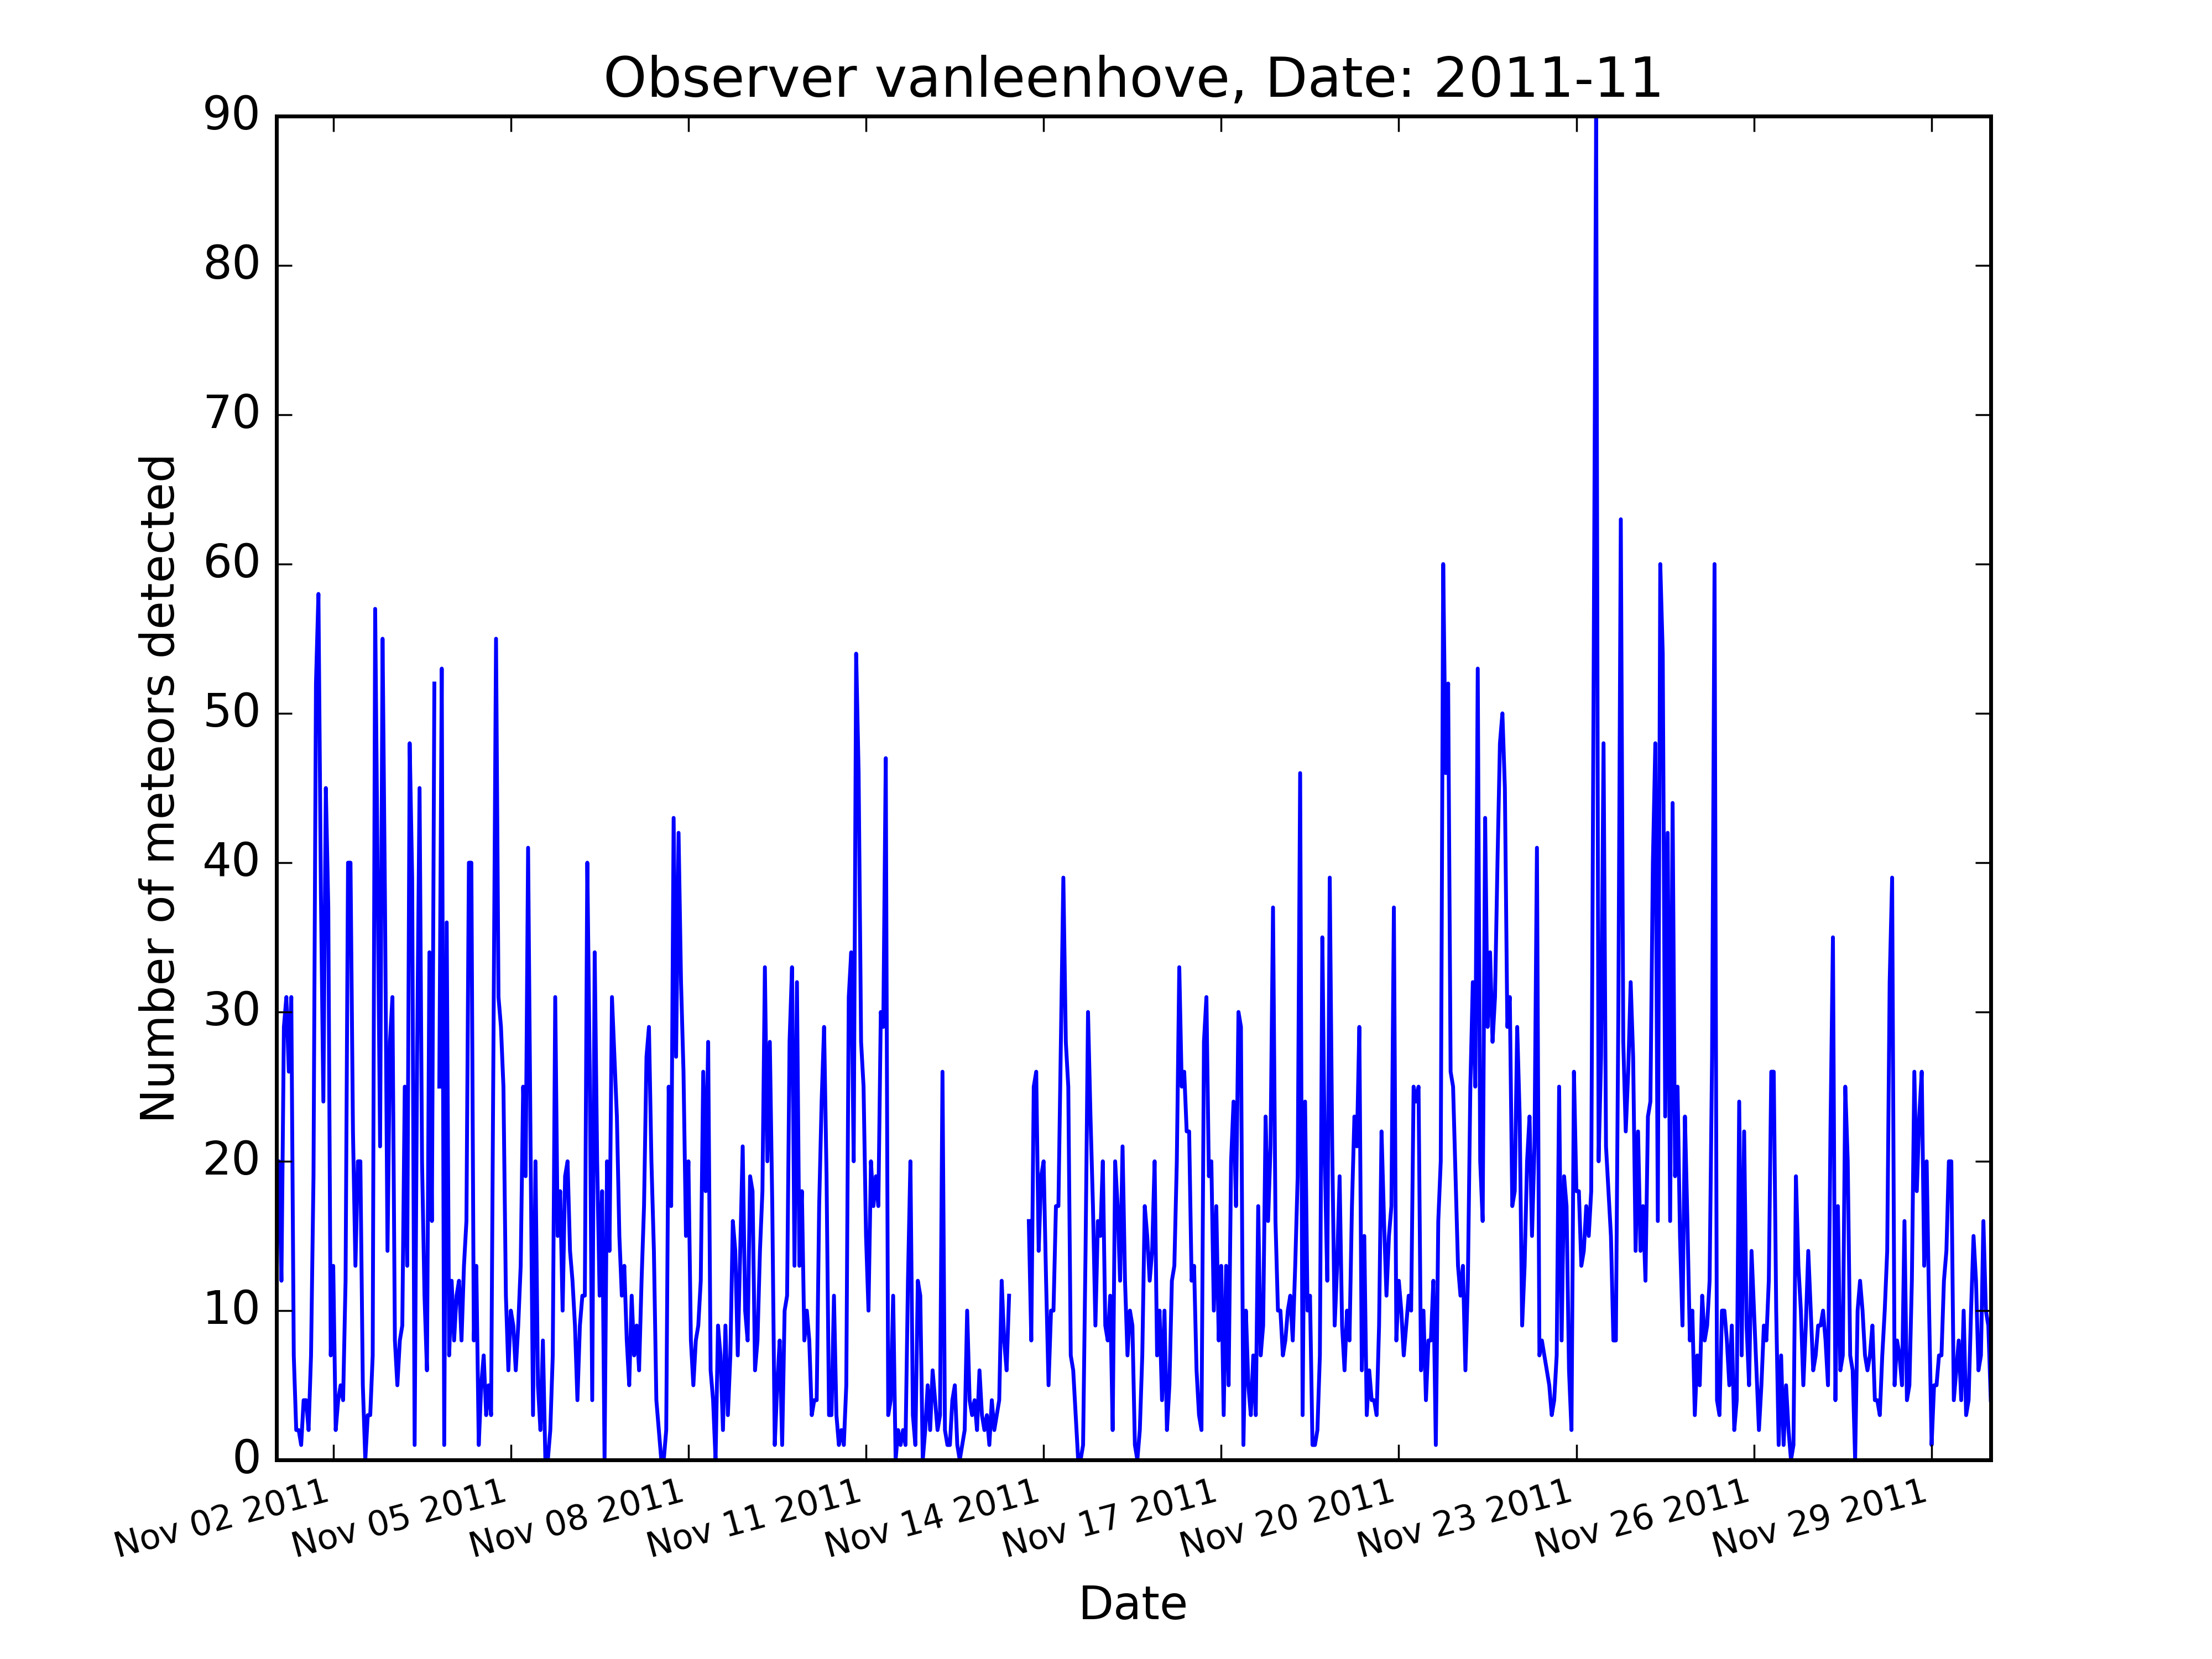 Observer vanleenhove, Date: 2011-11
90
80
70
60
50
40
30
20
10
0
Number of meteors detected
Nov 02 2011
Nov 05 2011
Nov 08 2011
Nov 11 2011
Nov 14 2011
Nov 17 2011
Nov 20 2011
Nov 23 2011
Nov 26 2011
Nov 29 2011
Date